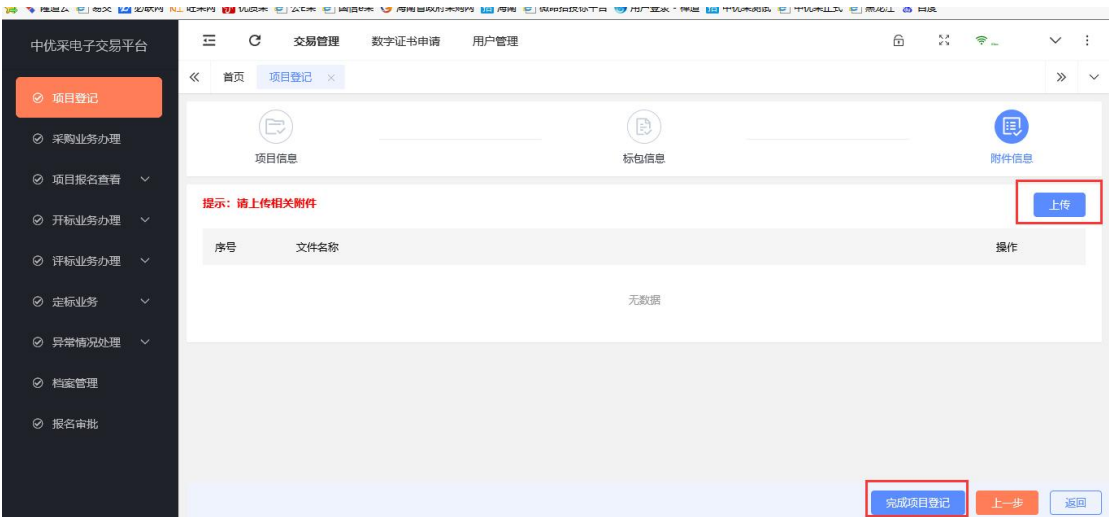 中优采电子交易平台
交易管理 数字证书申请 用户管理
首页 项目登记
项目登记
采购业务办理
项目报名查看
开标业务办理
评标业务办理
定标业务
异常情况处理
档案管理
报名审批
项目信息 标包信息 附件信息
提示：请上传相关附件 上传
序号 文件名称 操作
无数据
完成项目登记 上一步 返回